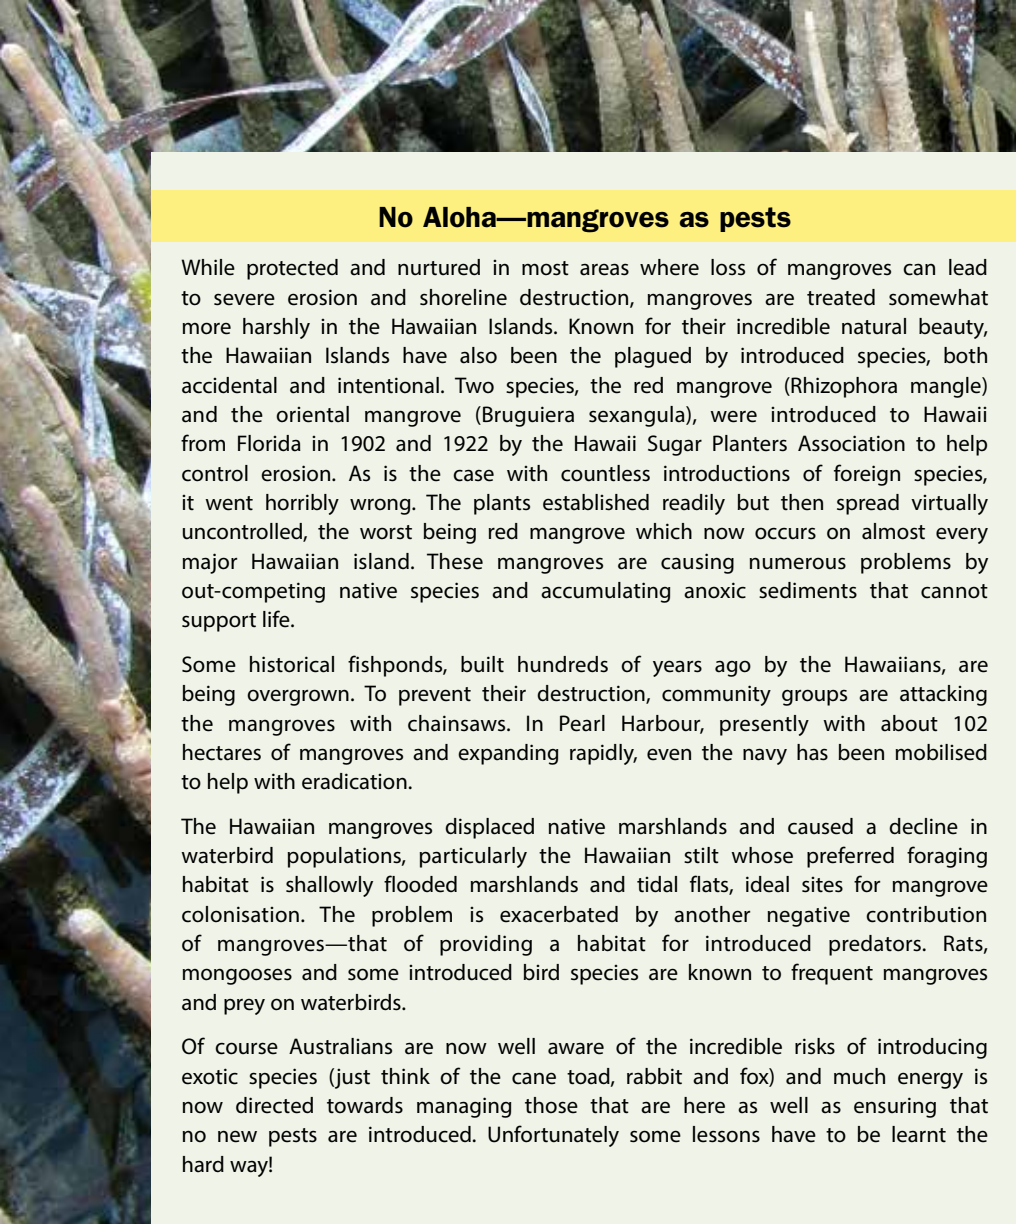 No Aloha—mangroves as pests
While protected and nurtured in most areas where loss of mangroves can lead
to severe erosion and shoreline destruction, mangroves are treated somewhat
more harshly in the Hawaiian Islands. Known for their incredible natural beauty,
the Hawaiian Islands have also been the plagued by introduced species, both
accidental and intentional. Two species, the red mangrove (Rhizophora mangle)
and the oriental mangrove (Bruguiera sexangula), were introduced to Hawaii
from Florida in 1902 and 1922 by the Hawaii Sugar Planters Association to help
control erosion. As is the case with countless introductions of foreign species,
it went horribly wrong. The plants established readily but then spread virtually
uncontrolled, the worst being red mangrove which now occurs on almost every
major Hawaiian island. These mangroves are causing numerous problems by
out-competing native species and accumulating anoxic sediments that cannot
support life.
Some historical fishponds, built hundreds of years ago by the Hawaiians, are
being overgrown. To prevent their destruction, community groups are attacking
the mangroves with chainsaws. In Pearl Harbour, presently with about 102
hectares of mangroves and expanding rapidly, even the navy has been mobilised
to help with eradication.
The Hawaiian mangroves displaced native marshlands and caused a decline in
waterbird populations, particularly the Hawaiian stilt whose preferred foraging
habitat is shallowly flooded marshlands and tidal flats, ideal sites for mangrove
colonisation. The problem is exacerbated by another negative contribution
of mangroves—that of providing a habitat for introduced predators. Rats,
mongooses and some introduced bird species are known to frequent mangroves
and prey on waterbirds.
Of course Australians are now well aware of the incredible risks of introducing
exotic species (just think of the cane toad, rabbit and fox) and much energy is
now directed towards managing those that are here as well as ensuring that
no new pests are introduced. Unfortunately some lessons have to be learnt the
hard way!